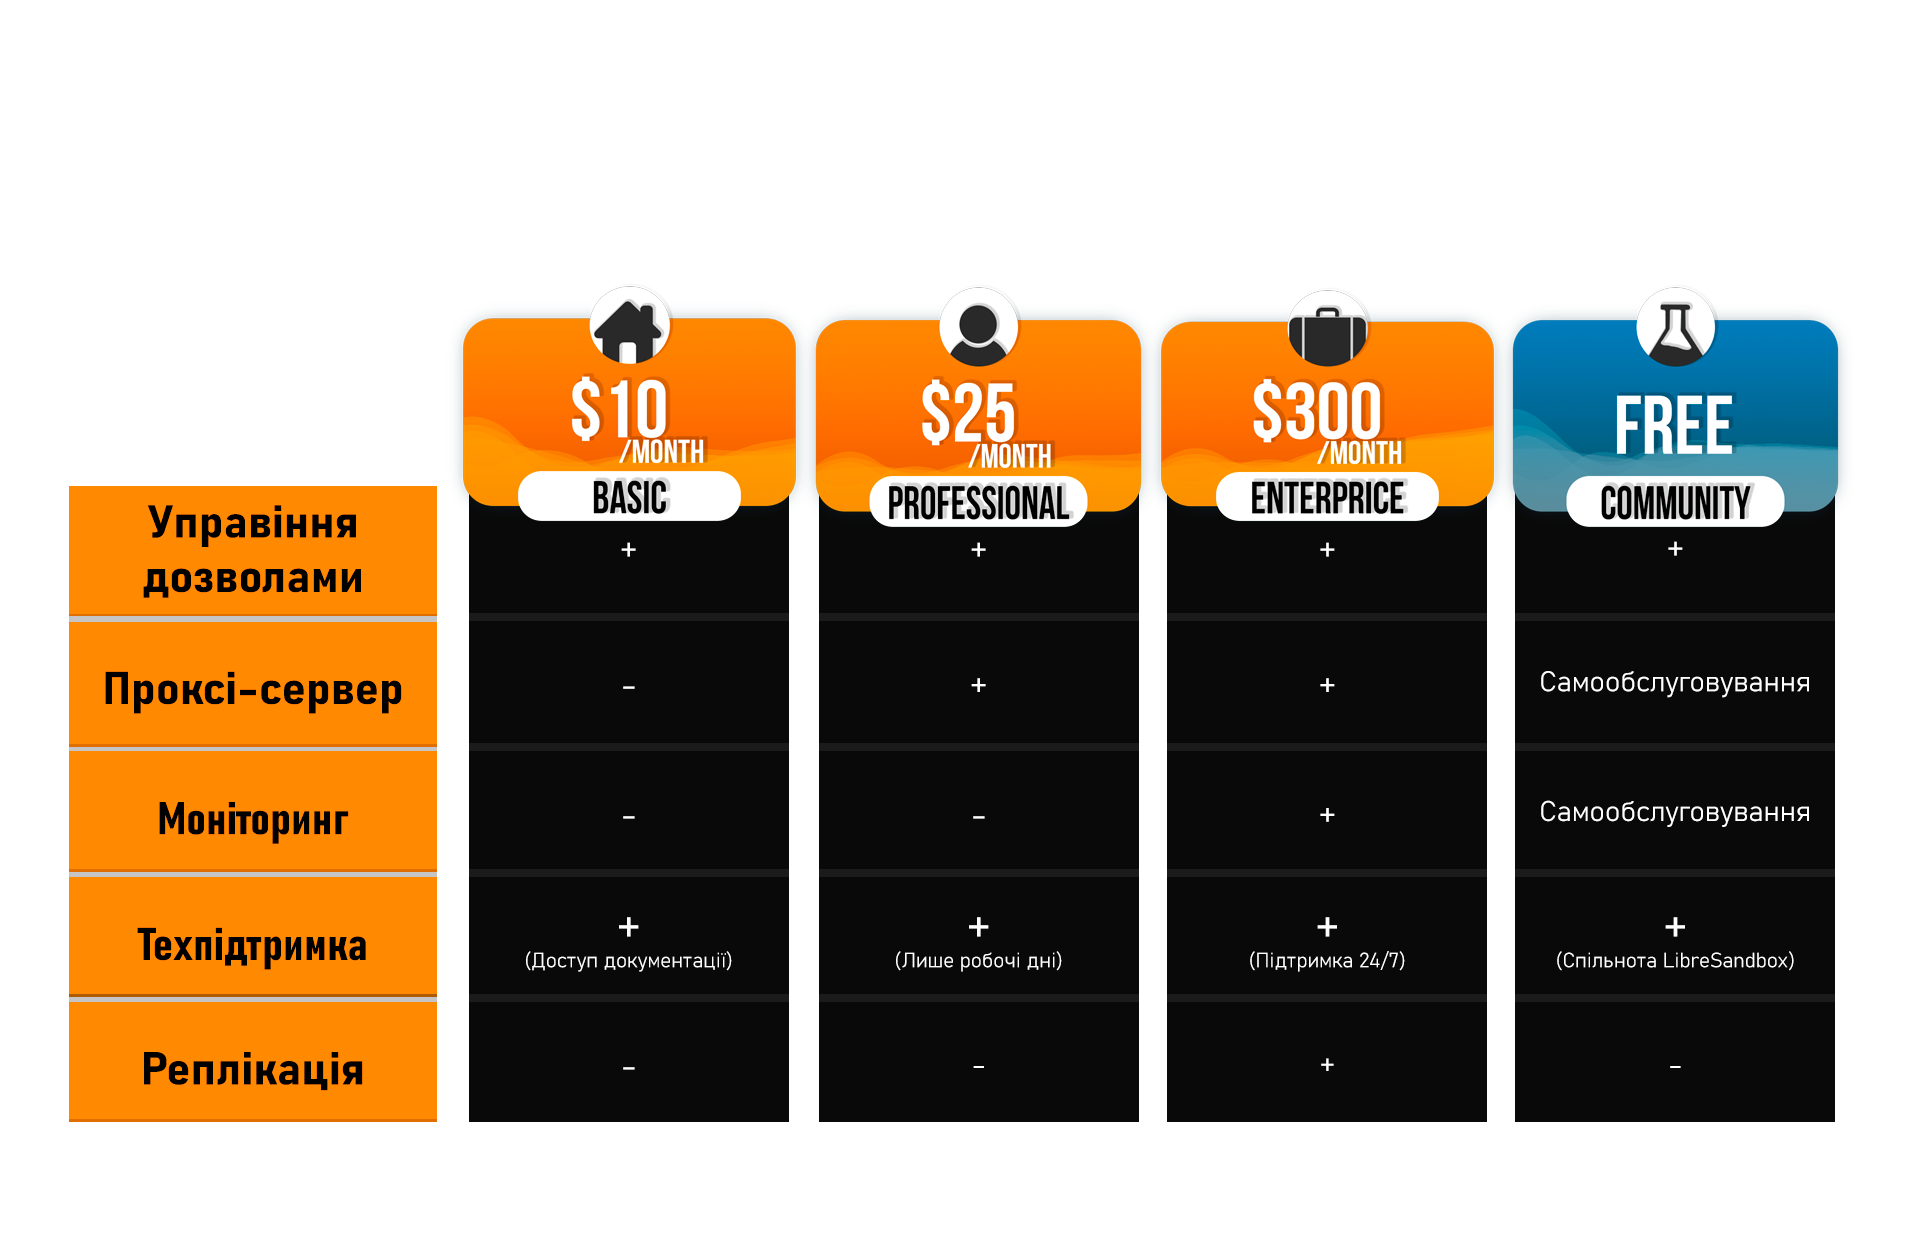 $10
/MONTH
BASIC
$25
/MONTH
PROFESSIONAL
$300
/MONTH
ENTERPRICE
FREE
COMMUNITY
Управіння
дозволами
+ + + +
Проксі-сервер
- + + Самообслуговування
Моніторинг
- - + Самообслуговування
Техпідтримка
+ + + +
(Доступ документації) (Лише робочі дні) (Підтримка 24/7) (Спільнота LibreSandbox)
Реплікація
- - + -